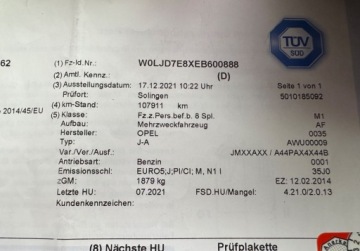 62 (1) Fz-Id.Nr.: W0LJD7E8XEB600888
(2) Amtl. Kennz.: (D)
(3) Ausstellungsdatum: 17.12.2021 10:22 Uhr Seite 1 von 1
Prüfort: Solingen 5010185092
2014/45/EU (4) km-Stand: 107911 km
(5) Klasse: Fz.z.Pers.bef.b. 8 Spl. M1
Aufbau: Mehrzweckfahrzeug AF
Hersteller: OPEL 0035
Typ: J-A AWU00009
Var./Ver./Ausf.: JMXXAXX / A44PAX4X44B
Antriebsart: Benzin 0001
Emissionsschl: EURO5;J;PI/CI; M, N1 I 35J0
zGM: 1879 kg EZ: 12.02.2014
Letzte HU: 07.2021 FSD.HU/Mangel: 4.21.0/2.0.13
Kundenkennzeichen:
TÜV
SÜD
(8) Nächste HU Prüfplakette